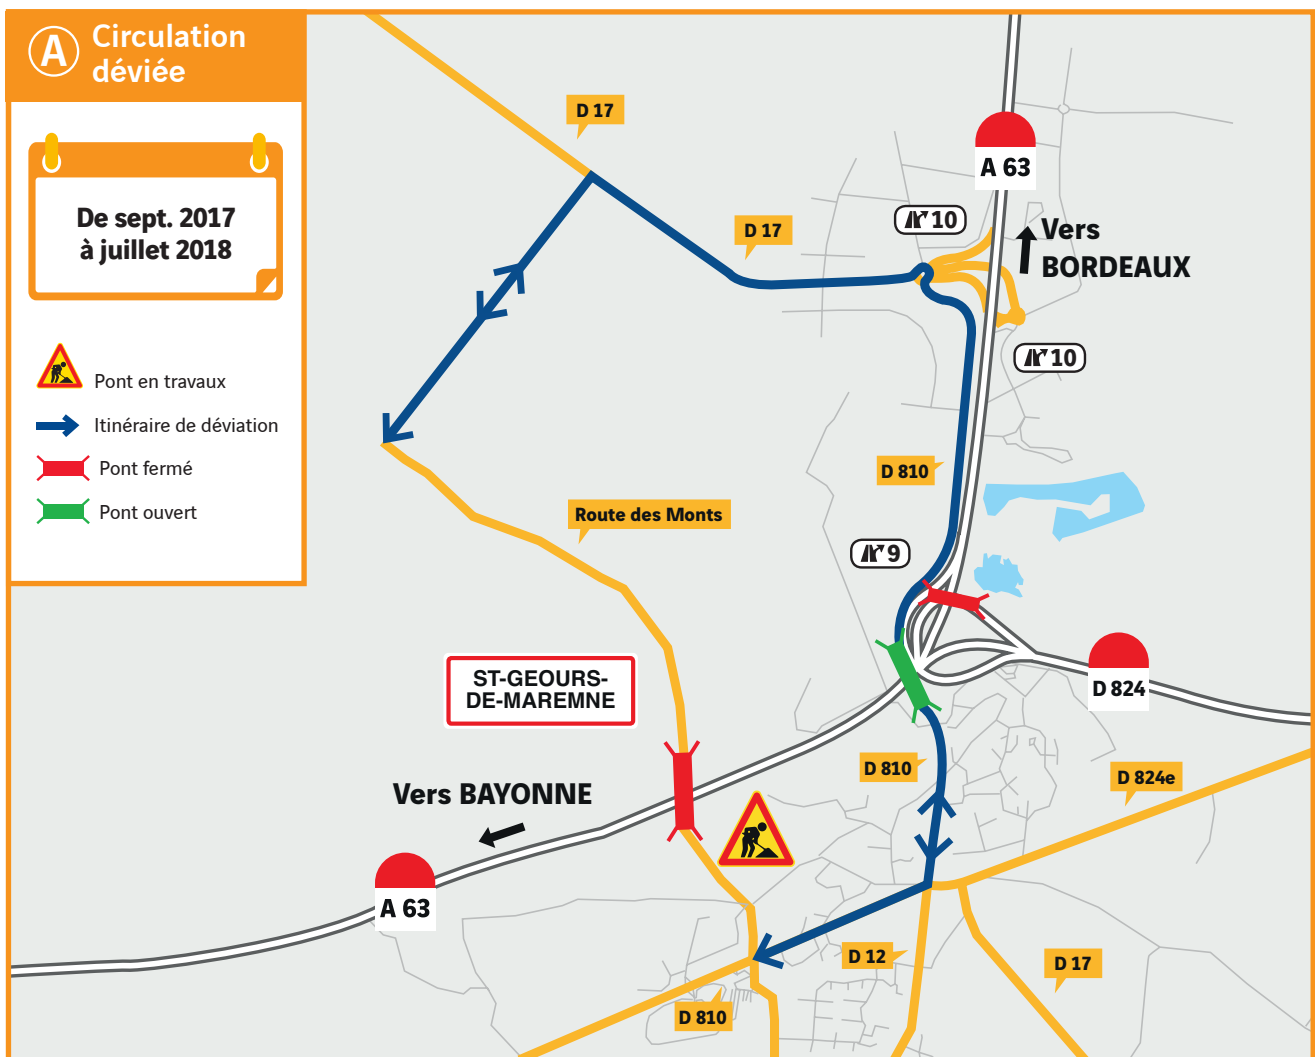 A
Circulation
déviée
De sept. 2017
à juillet 2018
Pont en travaux
Itinéraire de déviation
Pont fermé
Pont ouvert
D 17
A 63
10
D 17
Vers
BORDEAUX
10
D 810
Route des Monts
9
ST-GEOURS-
DE-MAREMNE
D 824
D 810
D 824e
Vers BAYONNE
A 63
D 12
D 17
D 810